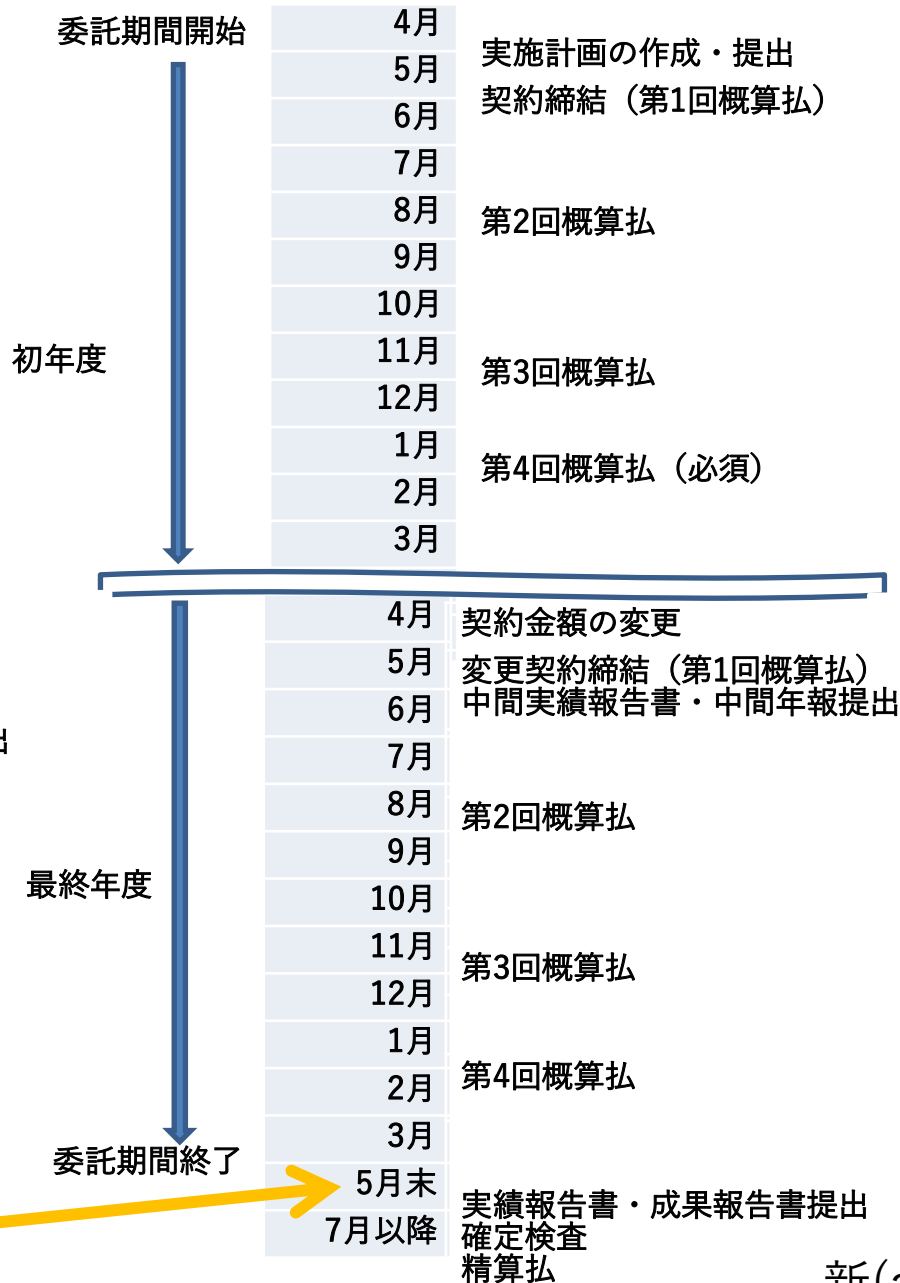 委託期間開始
4月
実施計画の作成・提出
5月
契約締結（第1回概算払）
6月
7月
8月
第2回概算払
9月
10月
初年度
11月
第3回概算払
12月
1月
第4回概算払（必須）
2月
3月
4月
契約金額の変更
5月
変更契約締結（第1回概算払）
中間実績報告書・中間年報提出
6月
出
7月
8月
第2回概算払
9月
最終年度
10月
11月
第3回概算払
12月
1月
第4回概算払
2月
3月
委託期間終了
5月末
実績報告書・成果報告書提出
7月以降
確定検査
精算払